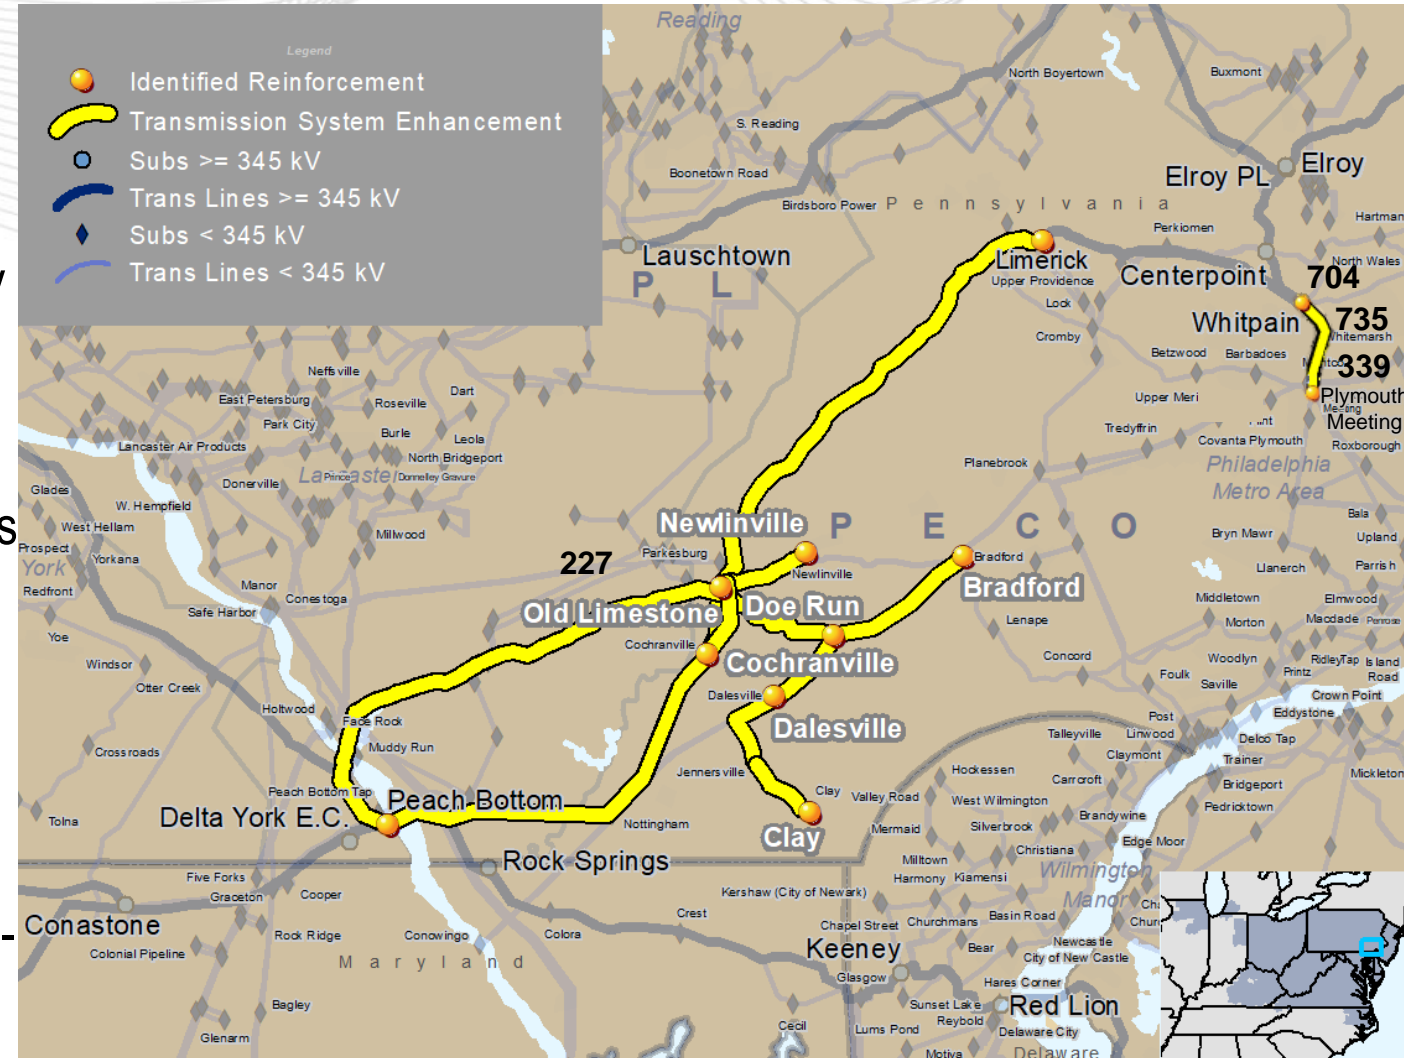 Legend
Identified Reinforcement
Transmission System Enhancement
Subs >= 345 kV
Trans Lines >= 345 kV
Subs < 345 kV
Trans Lines < 345 kV
Reading
North Boyertown
Buxmont
S. Reading
Boonetown Road
Birdsboro Power
Pennsylvania
Elroy PL
Elroy
Hartman
Perkiomen
Lauschtown
PL
Limerick
Upper Providence
Centerpoint
North Wales
704
Look
Whitpain
735
Whitemarsh
Cromby
Betzwood
Barbadoes
339
Plymouth
Meeting
Meeting
Upper Meri
Neffsville
East Petersburg
Roseville
Dart
Park City
Burle
Leola
Lancaster Air Products
North Bridgeport
Lancaster
Prince
Donnelley Gravure
Donerville
Tredyffrin
Covanta Plymouth
Roxborough
Planebrook
Philadelphia
Metro Area
Glades
W. Hempfield
West Hellam
Millwood
Prospect
York
Yorkana
Redfront
Manor
Conestoga
Safe Harbor
Yoe
Windsor
Otter Creek
Newlinville
PECO
Bala
Bryn Mawr
Upland
227
Parkesburg
Newlinville
Bradford
Bradford
Llanerch
Parrish
Old Limestone
Doe Run
Middletown
Elmwood
Morton
Macdade
Penrose
Lenape
Cochranville
Cochranville
Concord
Woodlyn
RidleyTap
Island
Road
Foulk
Printz
Saville
Crown Point
Dalesville
Dalesville
Holtwood
Face Rock
Muddy Run
Crossroads
Post
Eddystone
Talleyville
Linwood
Delco Tap
Claymont
Trainer
Jennersville
Hockessen
Carrcroft
Bridgeport
Mickleton
Peach Bottom Tap
Peach Bottom
Delta York E.C.
Tolna
Clay
Valley Road
West Wilmington
Pedricktown
Brandywine
Nottingham
Clay
Mermaid
Silverbrook
Edge Moor
Christiana
Rock Springs
Milltown
Harmony
Kiamensi
Wilmington
Manor
Five Forks
Graceton
Cooper
Kershaw (City of Newark)
Conastone
Crest
Chapel Street
Churchmans
Basin Road
Rock Ridge
Conowingo
Colora
Keeney
Bear
Newcastle
City of New Castle
Colonial Pipeline
Maryland
Glasgow
Hares Corner
Bagley
Sunset Lake
Red Lion
Reybold
Glenarm
Cecil
Lums Pond
Delaware City
Motiva
Delaware